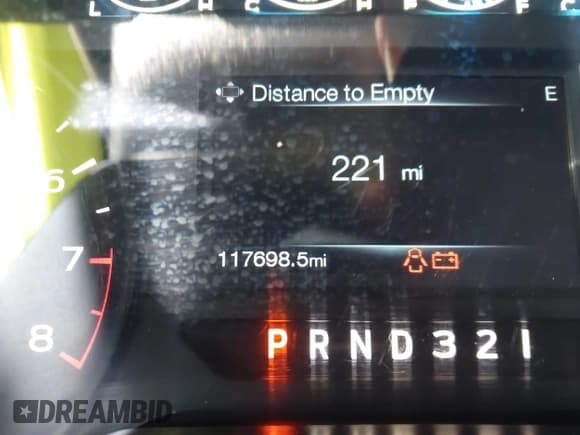 L H C H E F C
Distance to Empty E
6
221 mi
7
117698.5mi
8
P R N D 3 2 1
DREAMBID